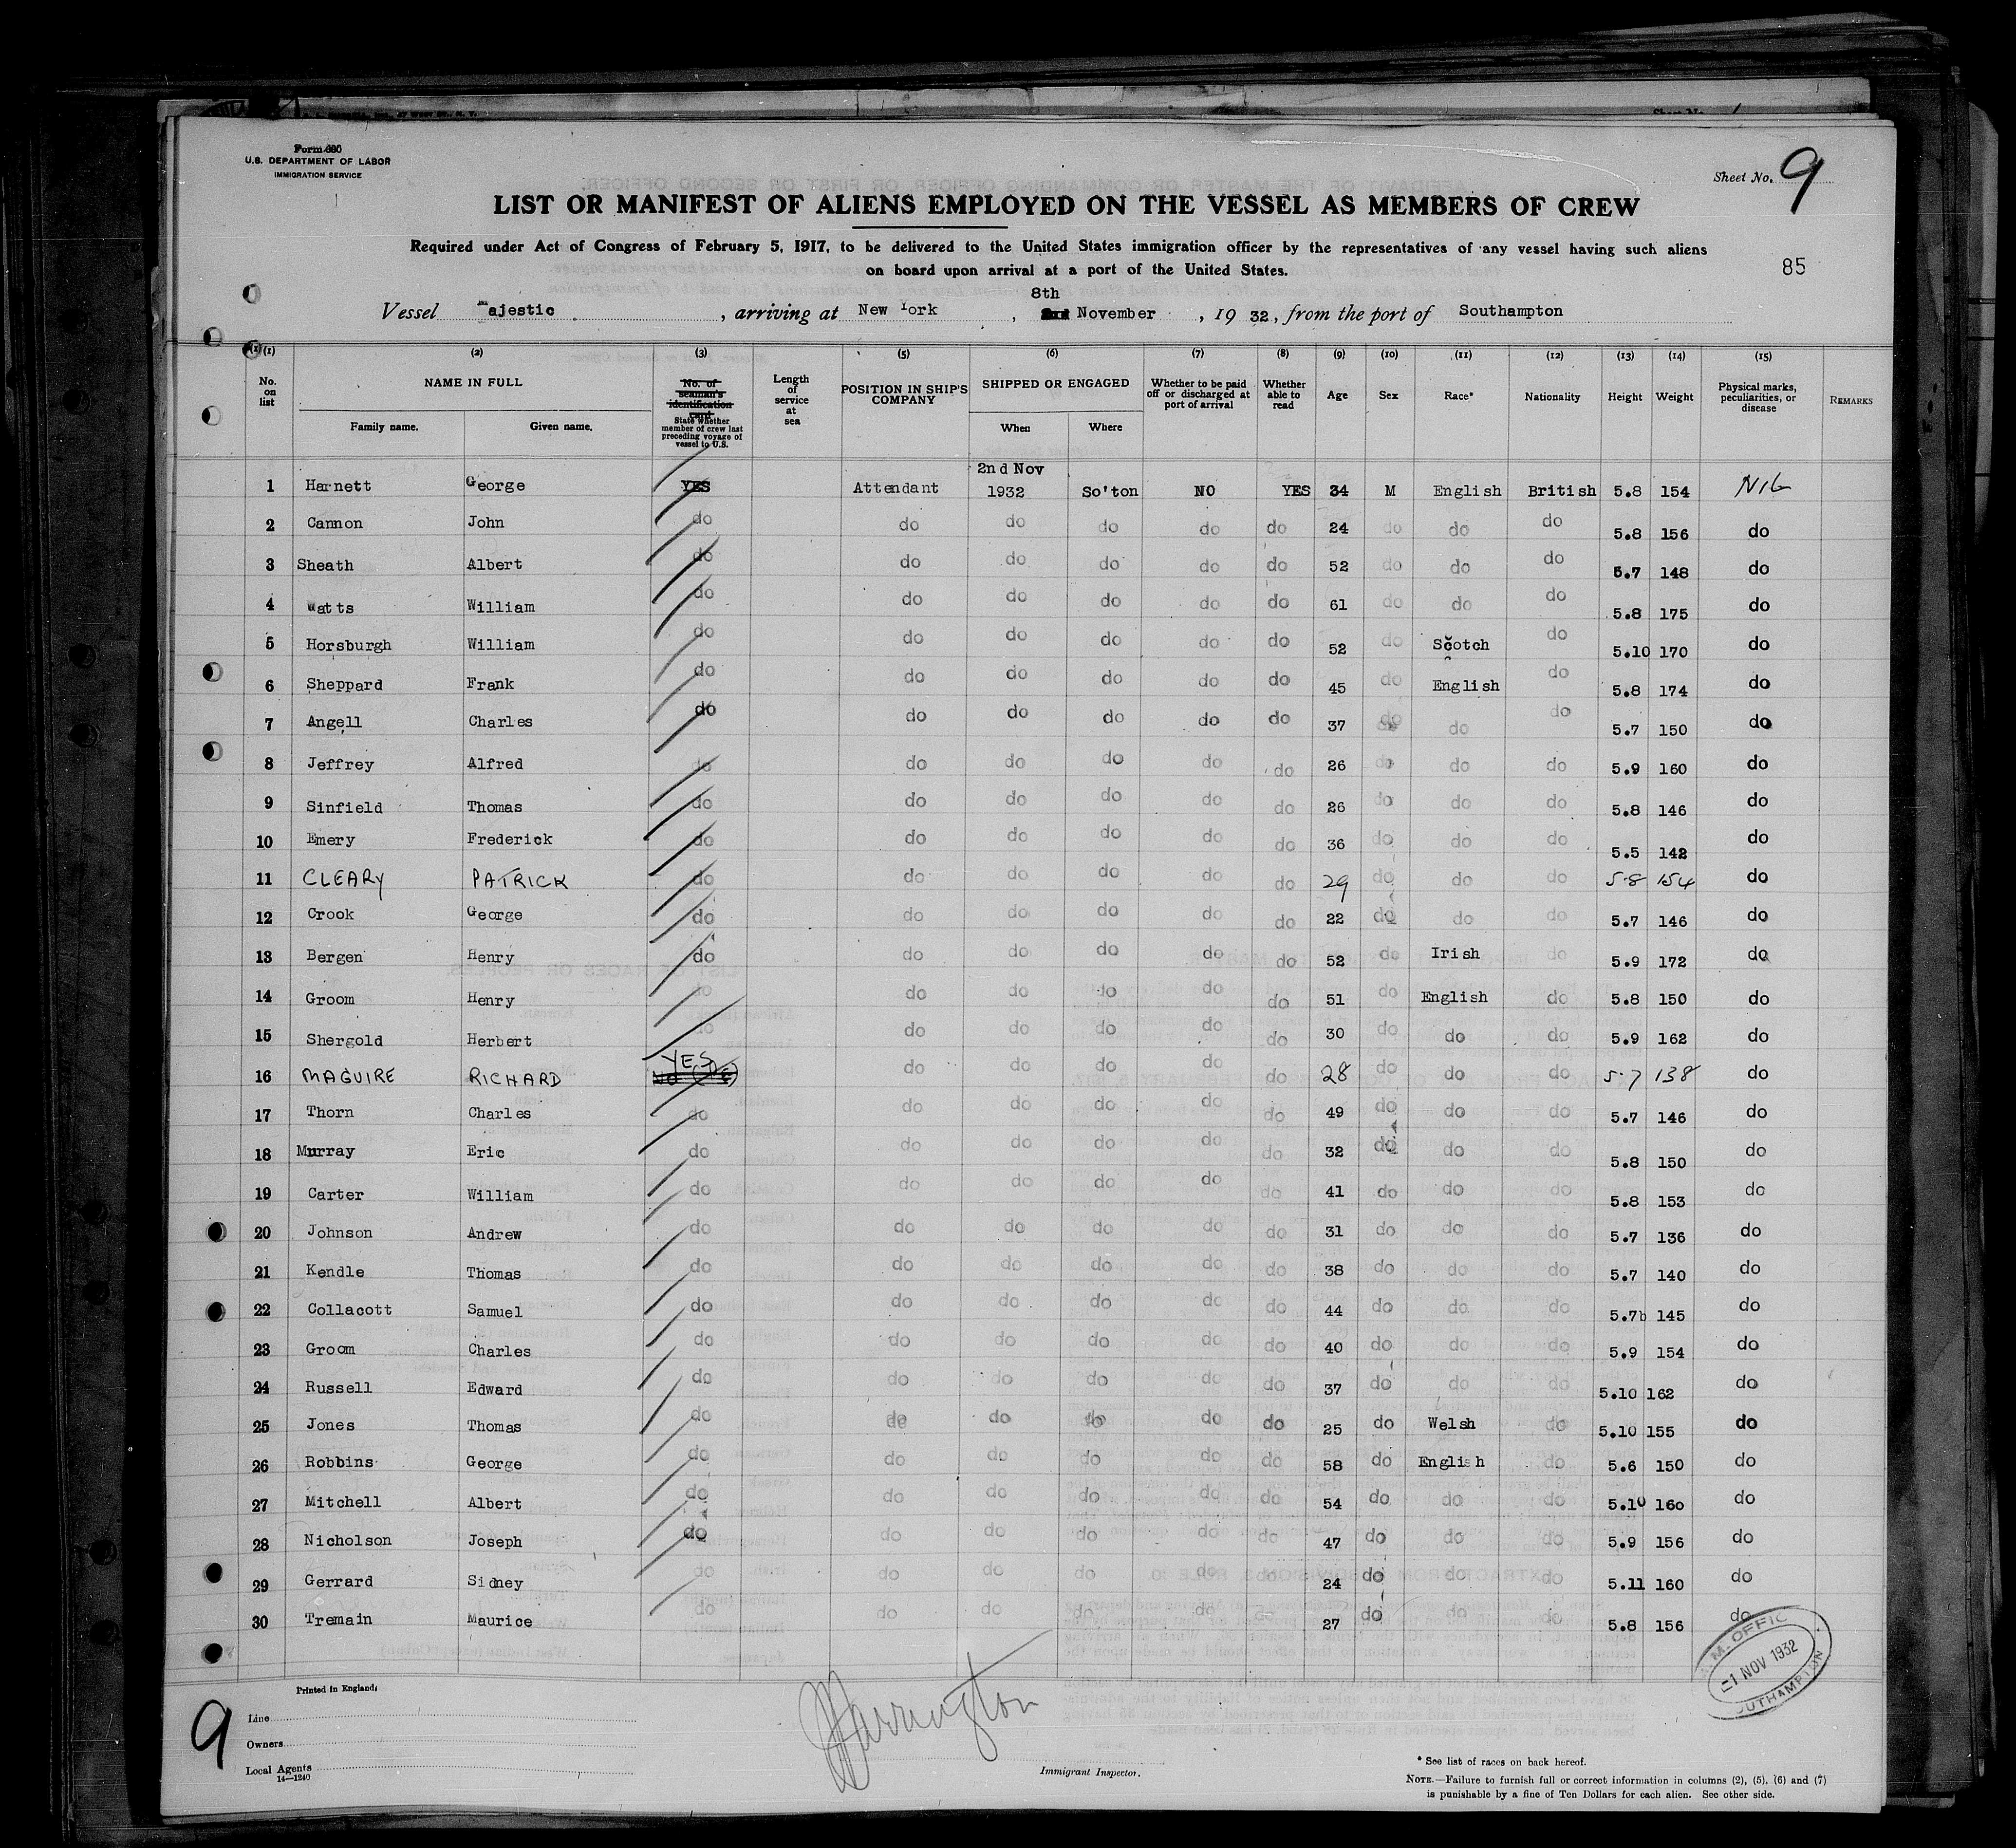 Form 680
U.S. DEPARTMENT OF LABOR
IMMIGRATION SERVICE
Sheet No. 9
LIST OR MANIFEST OF ALIENS EMPLOYED ON THE VESSEL AS MEMBERS OF CREW
Required under Act of Congress of February 5, 1917, to be delivered to the United States immigration officer by the representatives of any vessel having such aliens
on board upon arrival at a port of the United States.
85
8th
Vessel Majestic, arriving at New York, November, 1932, from the port of Southampton
(1) (2) (3) (5) (6) (7) (8) (9) (10) (11) (12) (13) (14) (15)
No. on list NAME IN FULL Family name. Given name. No. of seaman's identification card State whether member of crew last preceding voyage of vessel to U.S. Length of service at sea POSITION IN SHIP'S COMPANY SHIPPED OR ENGAGED When Where Whether to be paid off or discharged at port of arrival Whether able to read Age Sex Race* Nationality Height Weight Physical marks, peculiarities, or disease REMARKS
2nd Nov
1 Harnett George YES Attendant 1932 So'ton NO YES 34 M English British 5.8 154 NIL
2 Cannon John do do do do do do 24 do do do 5.8 156 do
3 Sheath Albert do do do do do do 52 do do do 5.7 148 do
4 Watts William do do do do do do 61 do do do 5.8 175 do
5 Horsburgh William do do do do do do 52 do Scotch do 5.10 170 do
6 Sheppard Frank do do do do do do 45 do English do 5.8 174 do
7 Angell Charles do do do do do do 37 do do do 5.7 150 do
8 Jeffrey Alfred do do do do do do 26 do do do 5.9 160 do
9 Sinfield Thomas do do do do do do 26 do do do 5.8 146 do
10 Emery Frederick do do do do do do 36 do do do 5.5 142 do
11 CLEARY PATRICK do do do do do do 29 do do do 5.8 154 do
12 Crook George do do do do do do 22 do do do 5.7 146 do
13 Bergen Henry do do do do do do 52 do Irish do 5.9 172 do
14 Groom Henry do do do do do do 51 do English do 5.8 150 do
15 Shergold Herbert do do do do do do 30 do do do 5.9 162 do
16 MAGUIRE RICHARD YES do do do do do 28 do do do 5.7 138 do
17 Thorn Charles do do do do do do 49 do do do 5.7 146 do
18 Murray Eric do do do do do do 32 do do do 5.8 150 do
19 Carter William do do do do do do 41 do do do 5.8 153 do
20 Johnson Andrew do do do do do do 31 do do do 5.7 136 do
21 Kendle Thomas do do do do do do 38 do do do 5.7 140 do
22 Collacott Samuel do do do do do do 44 do do do 5.7b 145 do
23 Groom Charles do do do do do do 40 do do do 5.9 154 do
24 Russell Edward do do do do do do 37 do do do 5.10 162 do
25 Jones Thomas do do do do do do 25 do Welsh do 5.10 155 do
26 Robbins George do do do do do do 58 do English do 5.6 150 do
27 Mitchell Albert do do do do do do 54 do do do 5.10 160 do
28 Nicholson Joseph do do do do do do 47 do do do 5.9 156 do
29 Gerrard Sidney do do do do do do 24 do do do 5.11 160 do
30 Tremain Maurice do do do do do do 27 do do do 5.8 156 do
M. OFFIC
1 NOV 1932
OUTHAMPTON
Printed in England.
9
Line
Owners
Local Agents
14—1240
Warrington
Immigrant Inspector.
* See list of races on back hereof.
NOTE.—Failure to furnish full or correct information in columns (2), (5), (6) and (7)
is punishable by a fine of Ten Dollars for each alien. See other side.